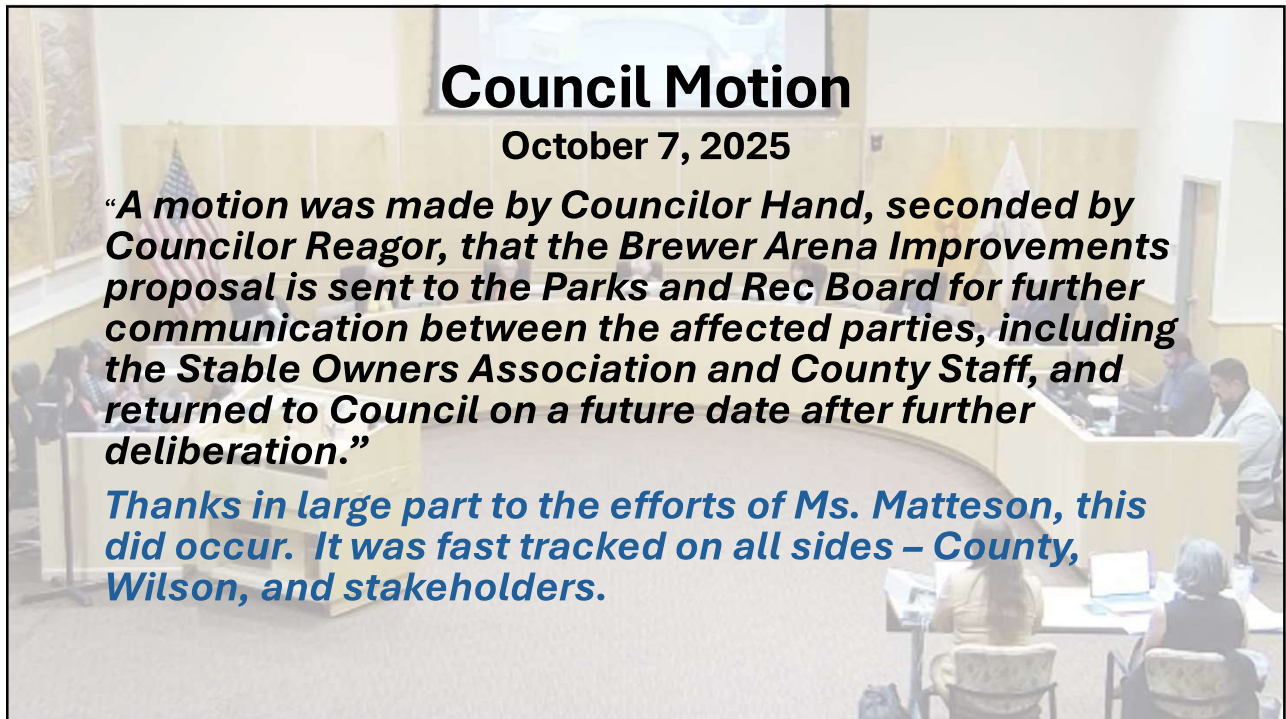 Council Motion
October 7, 2025
“A motion was made by Councilor Hand, seconded by
Councilor Reagor, that the Brewer Arena Improvements
proposal is sent to the Parks and Rec Board for further
communication between the affected parties, including
the Stable Owners Association and County Staff, and
returned to Council on a future date after further
deliberation.”
Thanks in large part to the efforts of Ms. Matteson, this
did occur.  It was fast tracked on all sides – County,
Wilson, and stakeholders.